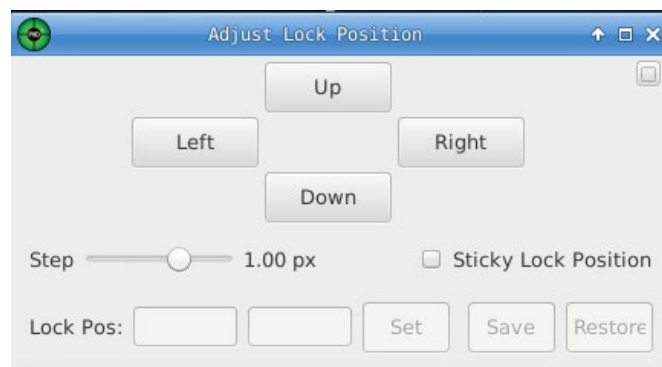 Adjust Lock Position
Up
Left Right
Down
Step 1.00 px Sticky Lock Position
Lock Pos: Set Save Restore